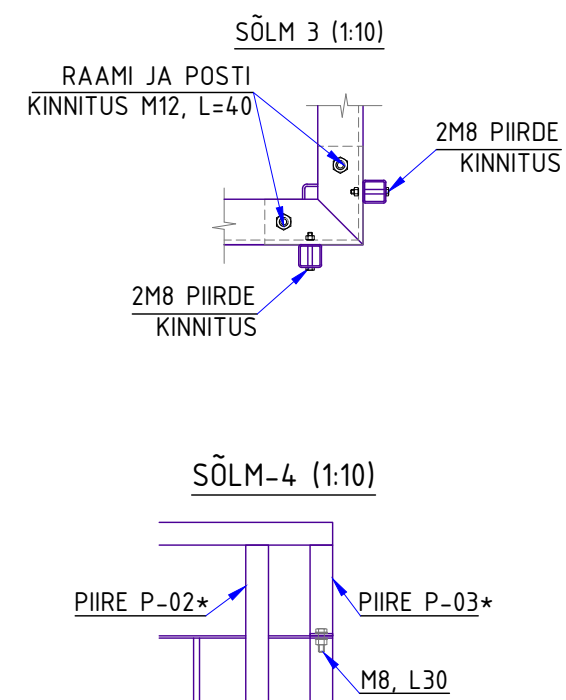 SÕLM 3 (1:10)
RAAMI JA POSTI
KINNITUS M12, L=40
2M8 PIIRDE
KINNITUS
2M8 PIIRDE
KINNITUS
SÕLM-4 (1:10)
PIIRE P-02*
PIIRE P-03*
M8, L30